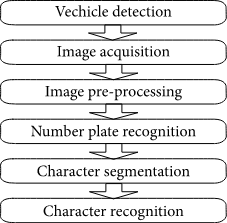 Vechicle detection
Image acquisition
Image pre-processing
Number plate recognition
Character segmentation
Character recognition